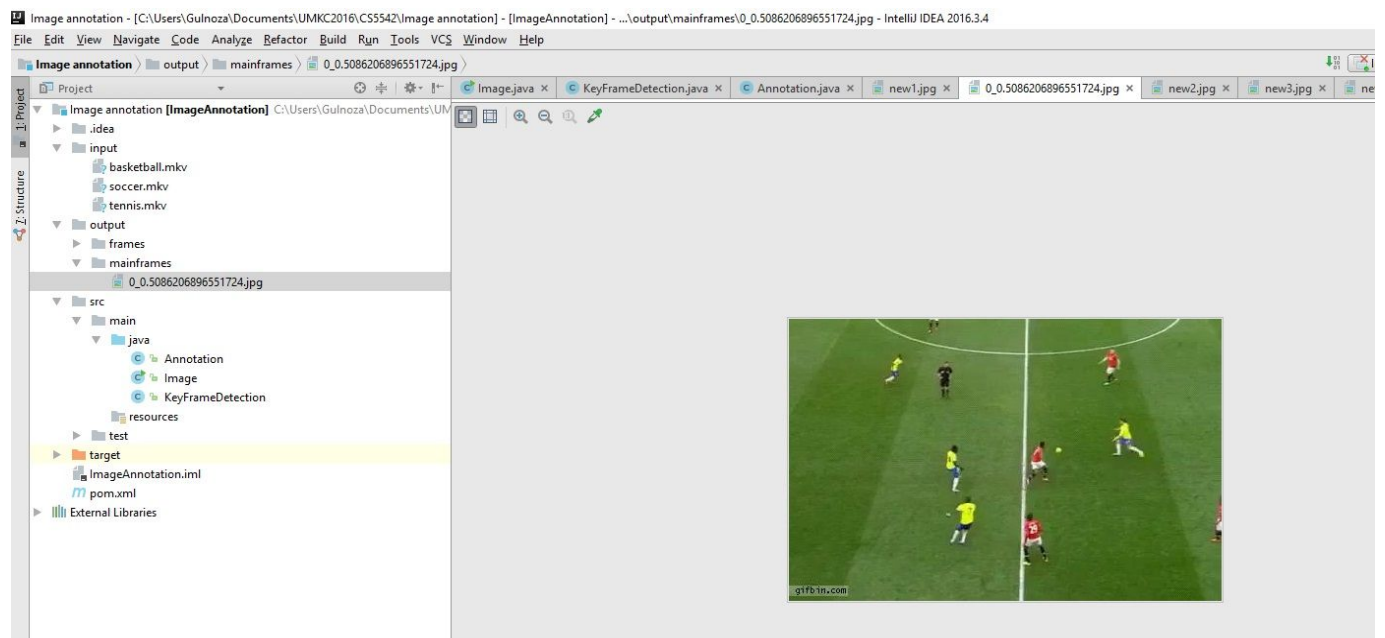 Image annotation - [C:\Users\Gulnoza\Documents\UMKC2016\CS5542\Image annotation] - [ImageAnnotation] - ...\output\mainframes\0_0.5086206896551724.jpg - IntelliJ IDEA 2016.3.4
File Edit View Navigate Code Analyze Refactor Build Run Tools VCS Window Help
Image annotation output mainframes 0_0.5086206896551724.jpg
Project
Image.java KeyFrameDetection.java Annotation.java new1.jpg 0_0.5086206896551724.jpg new2.jpg new3.jpg ne
1: Project
7: Structure
Image annotation [ImageAnnotation] C:\Users\Gulnoza\Documents\UM
.idea
input
basketball.mkv
soccer.mkv
tennis.mkv
output
frames
mainframes
0_0.5086206896551724.jpg
src
main
java
Annotation
Image
KeyFrameDetection
resources
test
target
ImageAnnotation.iml
pom.xml
External Libraries
gifbin.com